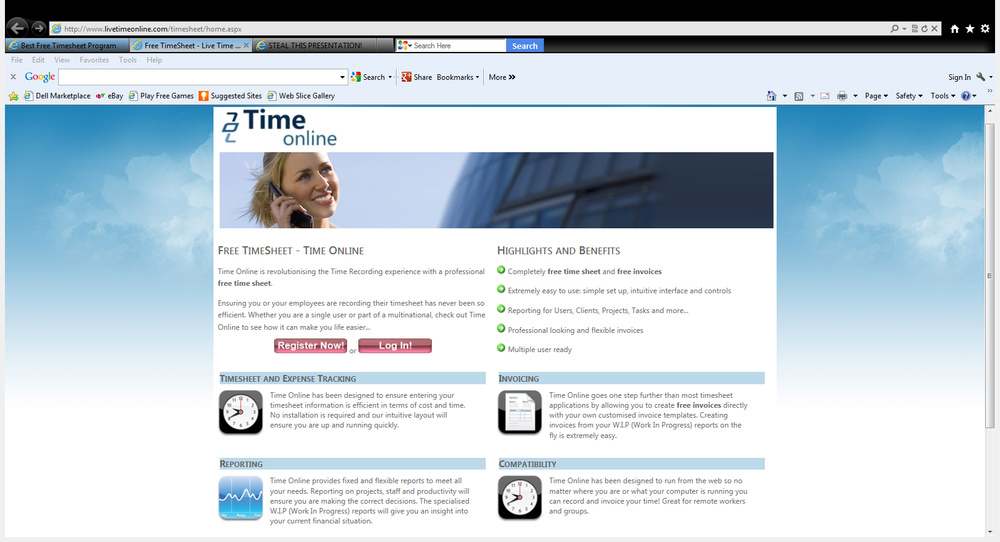 http://www.livetimeonline.com/timesheet/home.aspx
Best Free Timesheet Program
Free TimeSheet - Live Time ...
STEAL THIS PRESENTATION!
Search Here
Search
File Edit View Favorites Tools Help
x Google Search Share Bookmarks More »
Sign In
Dell Marketplace eBay Play Free Games Suggested Sites Web Slice Gallery
Page Safety Tools
Time
online
Free TimeSheet - Time Online
Time Online is revolutionising the Time Recording experience with a professional
free time sheet.
Ensuring you or your employees are recording their timesheet has never been so
efficient. Whether you are a single user or part of a multinational, check out Time
Online to see how it can make you life easier...
Register Now! or Log In!
Highlights and Benefits
Completely free time sheet and free invoices
Extremely easy to use: simple set up, intuitive interface and controls
Reporting for Users, Clients, Projects, Tasks and more...
Professional looking and flexible invoices
Multiple user ready
Timesheet and Expense Tracking
Time Online has been designed to ensure entering your
timesheet information is efficient in terms of cost and time.
No installation is required and our intuitive layout will
ensure you are up and running quickly.
Invoicing
Time Online goes one step further than most timesheet
applications by allowing you to create free invoices directly
with your own customised invoice templates. Creating
invoices from your W.I.P (Work In Progress) reports on the
fly is extremely easy.
Reporting
Time Online provides fixed and flexible reports to meet all
your needs. Reporting on projects, staff and productivity will
ensure you are making the correct decisions. The specialised
W.I.P (Work In Progress) reports will give you an insight into
your current financial situation.
Compatibility
Time Online has been designed to run from the web so no
matter where you are or what your computer is running you
can record and invoice your time! Great for remote workers
and groups.